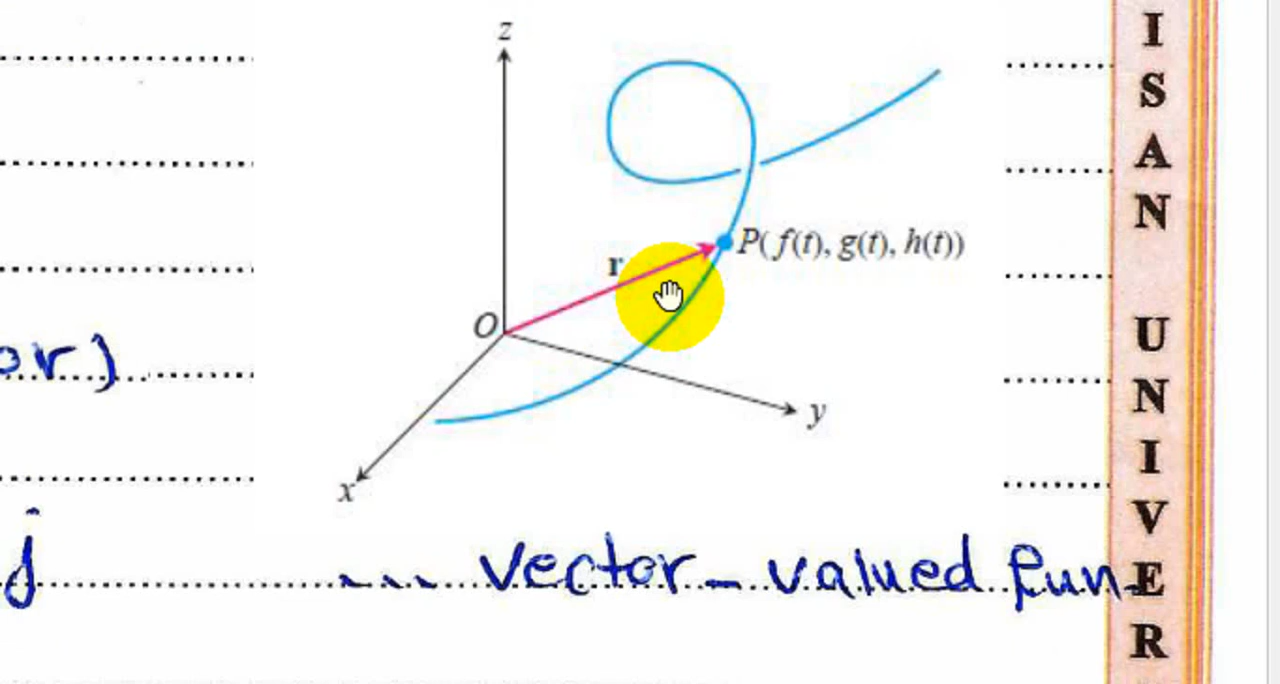 z
r
P( f(t), g(t), h(t))
O
y
x
or)
ĵ ... vector - valued fun-
I
S
A
N
U
N
I
V
E
R